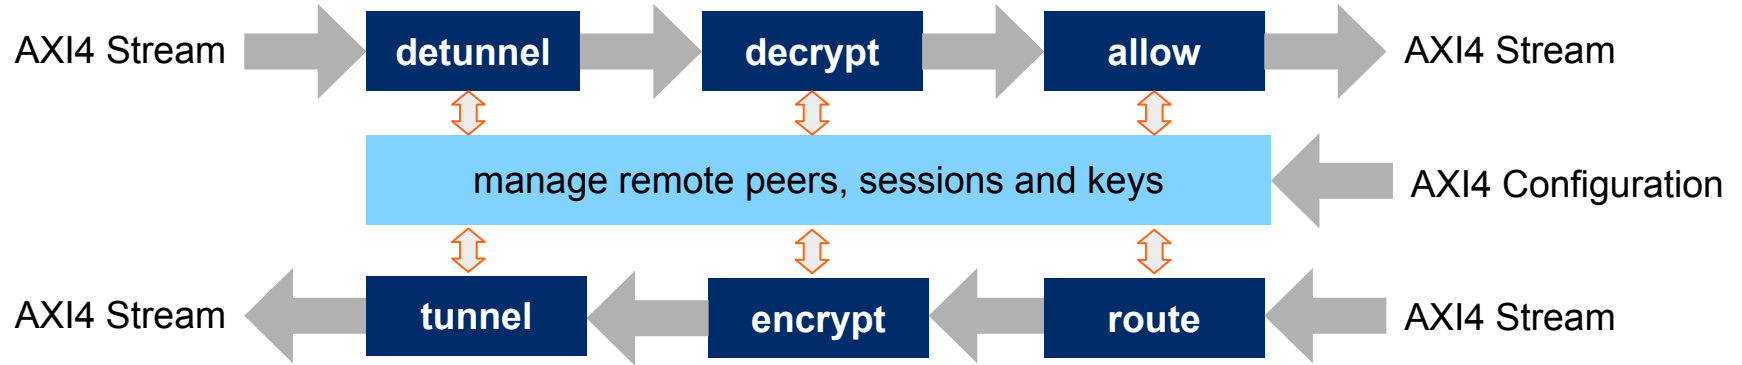 AXI4 Stream
detunnel
decrypt
allow
AXI4 Stream
manage remote peers, sessions and keys
AXI4 Configuration
AXI4 Stream
tunnel
encrypt
route
AXI4 Stream